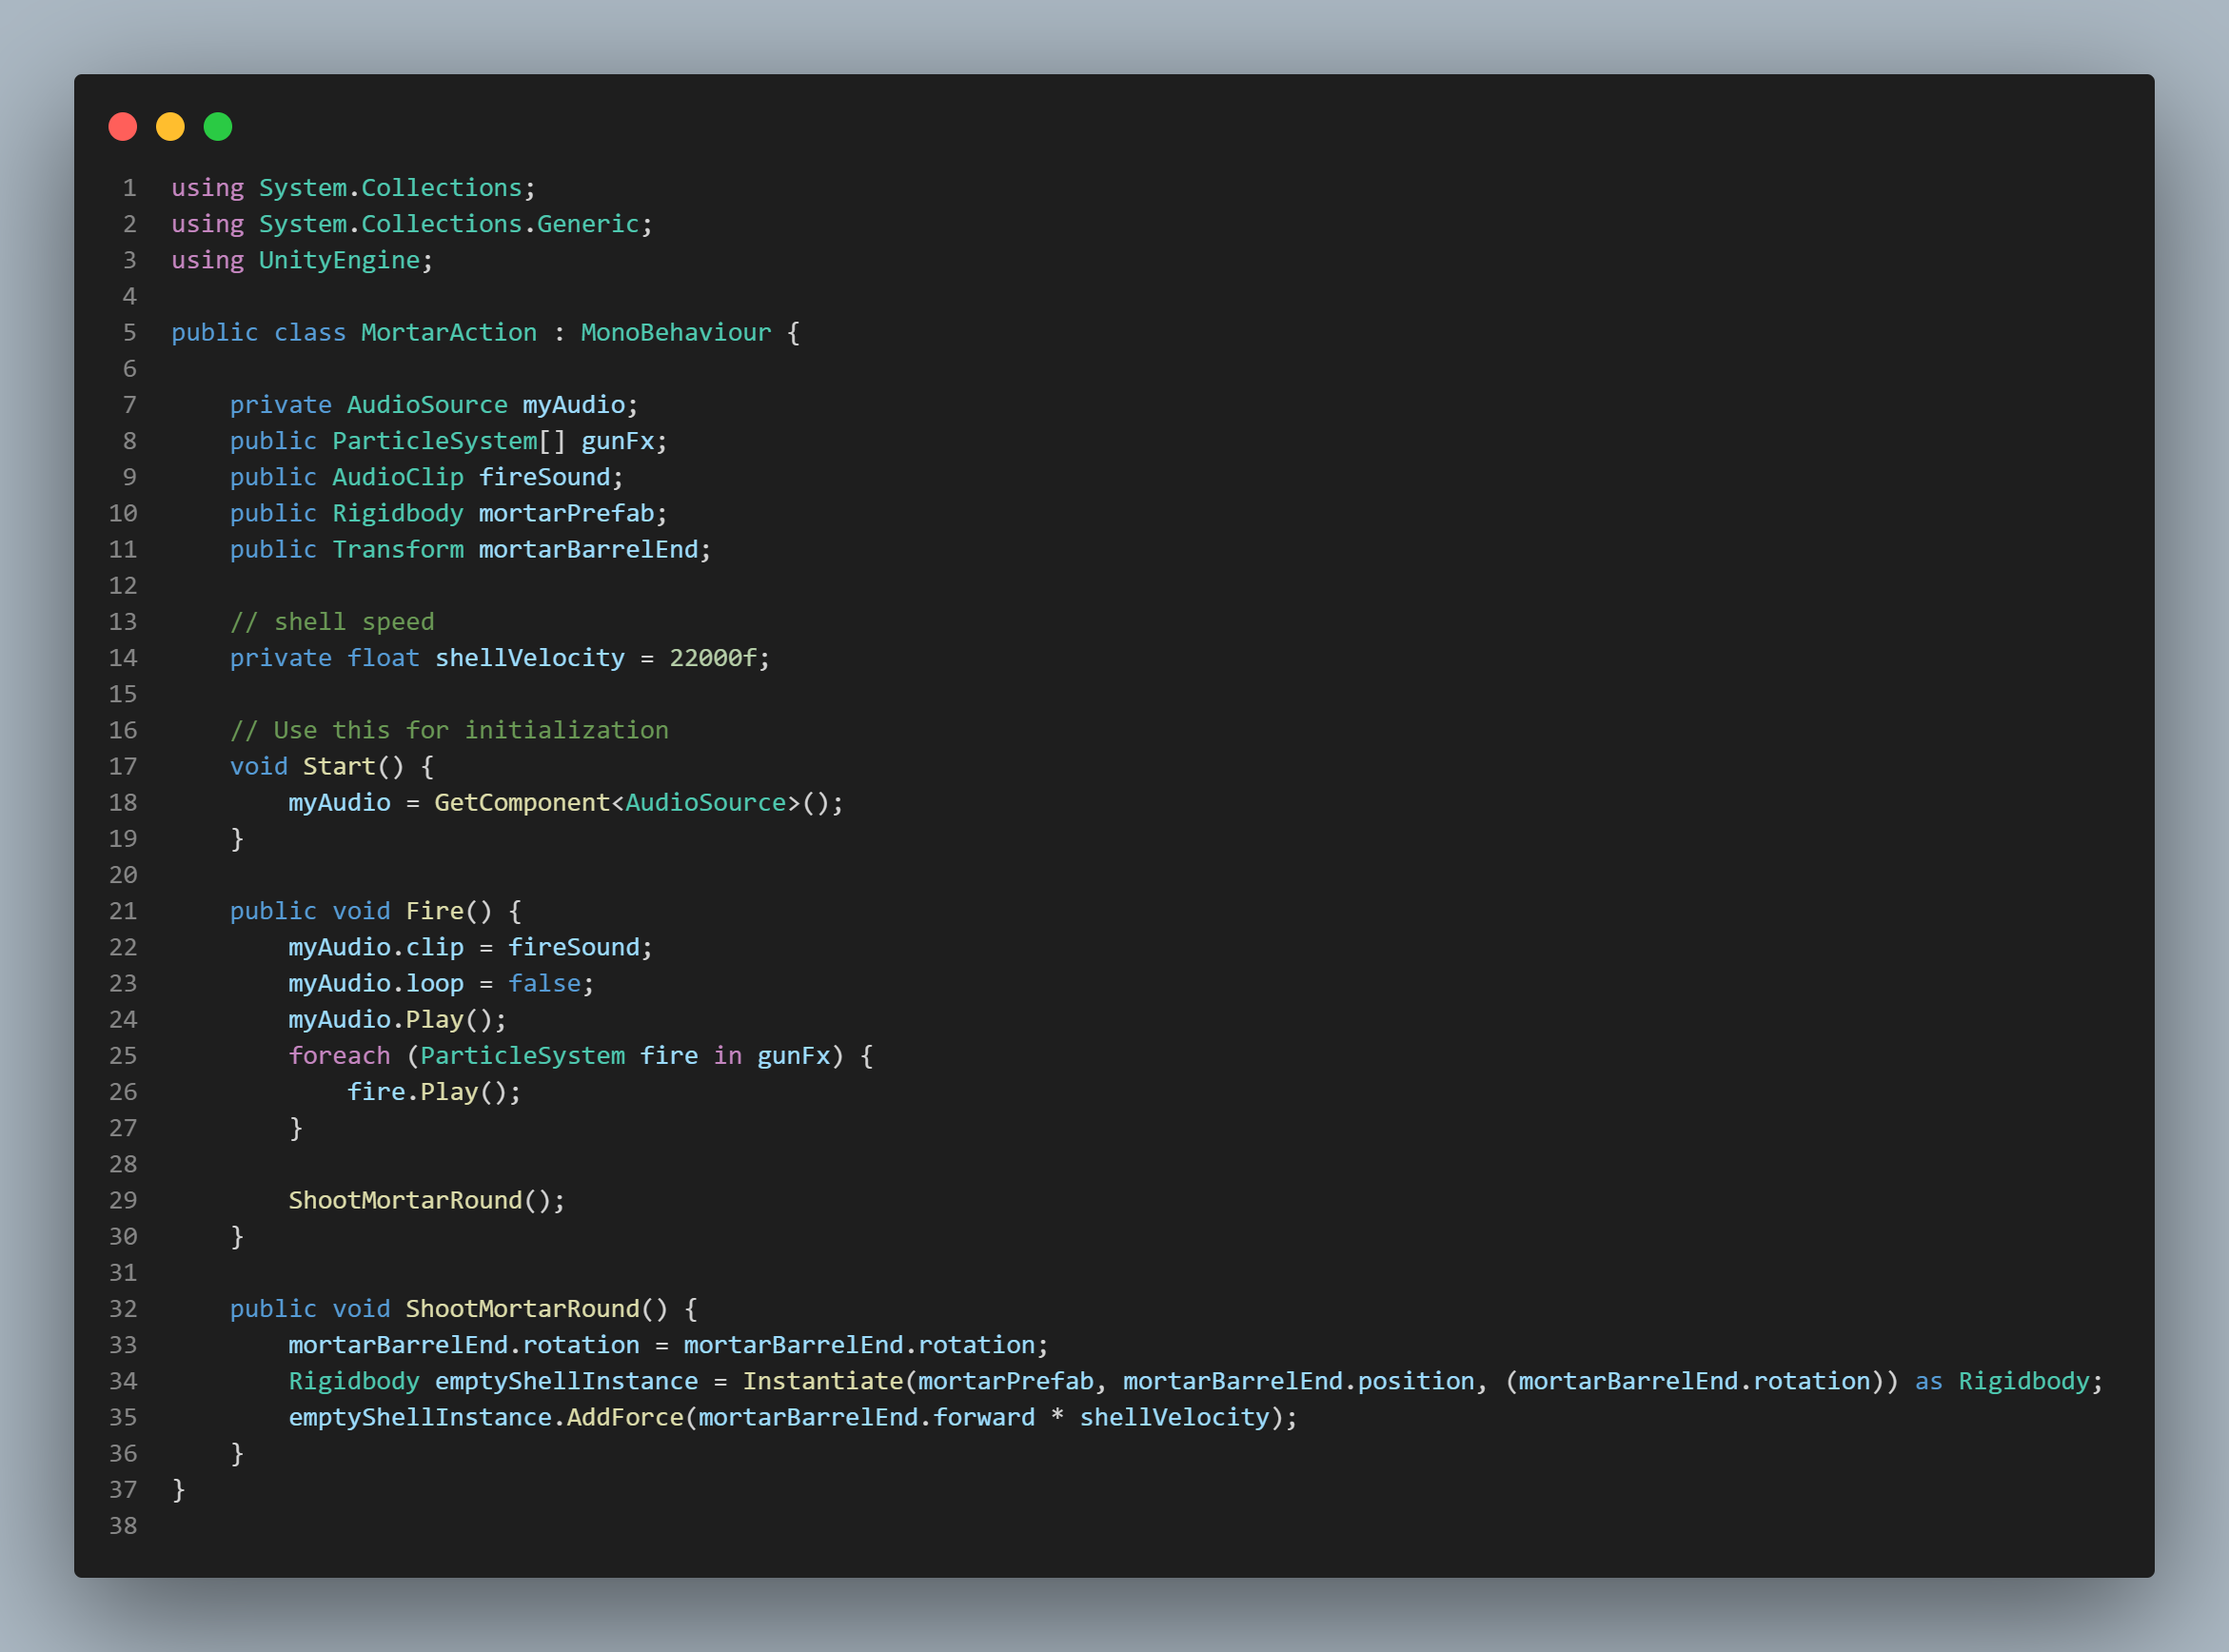 1 using System.Collections;
2 using System.Collections.Generic;
3 using UnityEngine;
4
5 public class MortarAction : MonoBehaviour {
6
7     private AudioSource myAudio;
8     public ParticleSystem[] gunFx;
9     public AudioClip fireSound;
10     public Rigidbody mortarPrefab;
11     public Transform mortarBarrelEnd;
12
13     // shell speed
14     private float shellVelocity = 22000f;
15
16     // Use this for initialization
17     void Start() {
18         myAudio = GetComponent<AudioSource>();
19     }
20
21     public void Fire() {
22         myAudio.clip = fireSound;
23         myAudio.loop = false;
24         myAudio.Play();
25         foreach (ParticleSystem fire in gunFx) {
26             fire.Play();
27         }
28
29         ShootMortarRound();
30     }
31
32     public void ShootMortarRound() {
33         mortarBarrelEnd.rotation = mortarBarrelEnd.rotation;
34         Rigidbody emptyShellInstance = Instantiate(mortarPrefab, mortarBarrelEnd.position, (mortarBarrelEnd.rotation)) as Rigidbody;
35         emptyShellInstance.AddForce(mortarBarrelEnd.forward * shellVelocity);
36     }
37 }
38